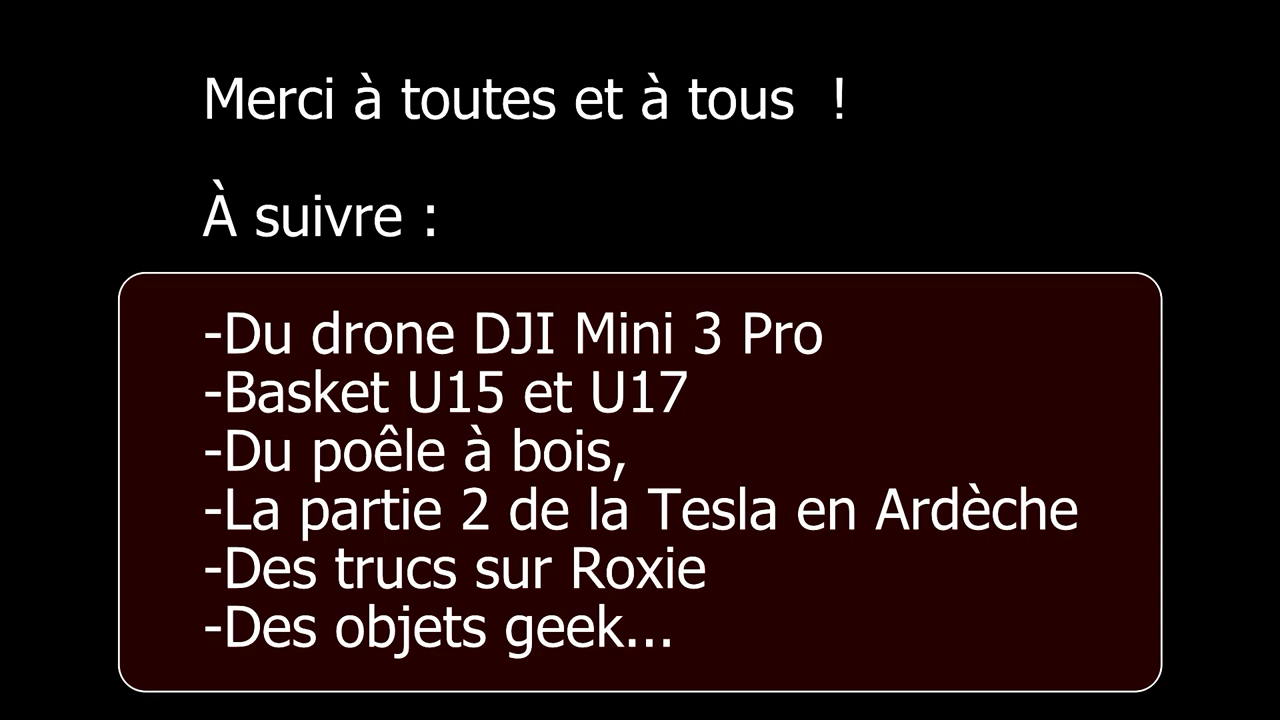 Merci à toutes et à tous  !
À suivre :
-Du drone DJI Mini 3 Pro
-Basket U15 et U17
-Du poêle à bois,
-La partie 2 de la Tesla en Ardèche
-Des trucs sur Roxie
-Des objets geek...